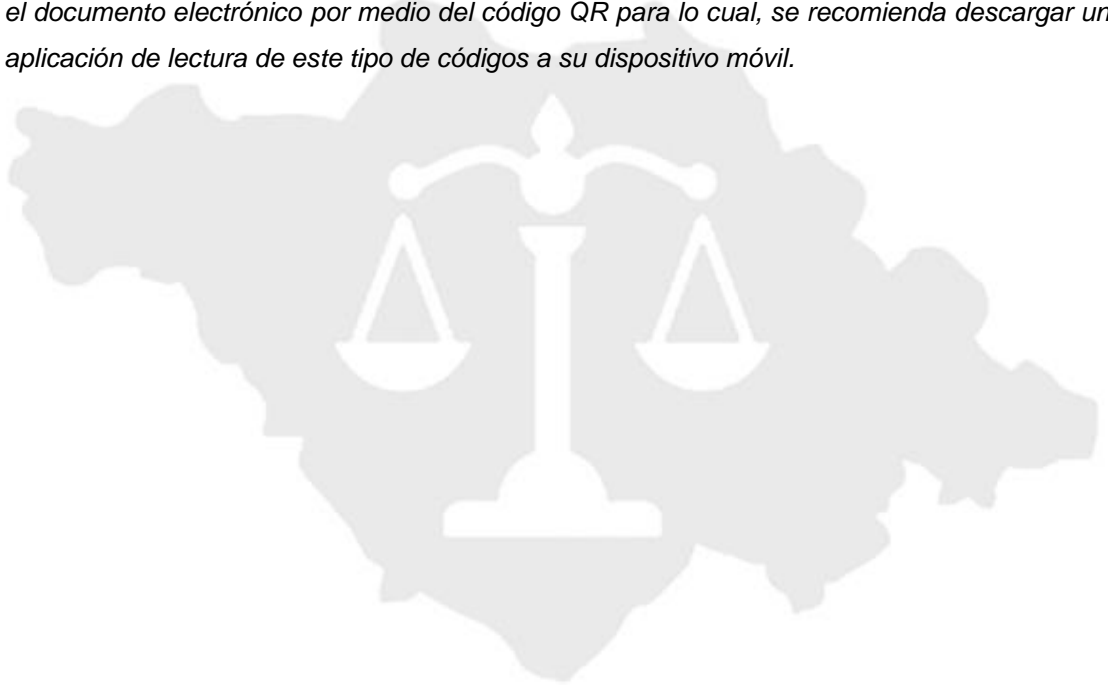 el documento electrónico por medio del código QR para lo cual, se recomienda descargar un
aplicación de lectura de este tipo de códigos a su dispositivo móvil.